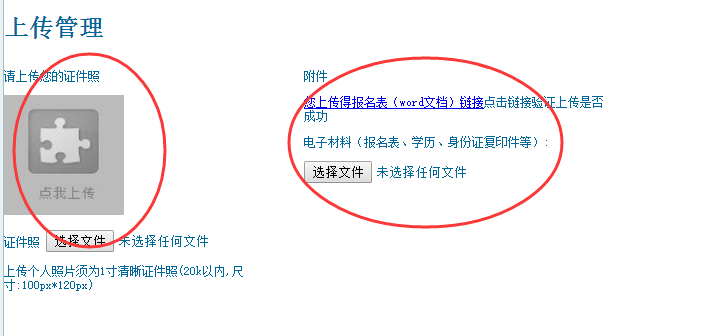 上传管理
请上传您的证件照
点我上传
证件照 选择文件 未选择任何文件
上传个人照片须为1寸清晰证件照(20k以内,尺
寸:100px*120px)
附件
您上传得报名表（word文档）链接点击链接验证上传是否
成功
电子材料（报名表、学历、身份证复印件等）:
选择文件 未选择任何文件